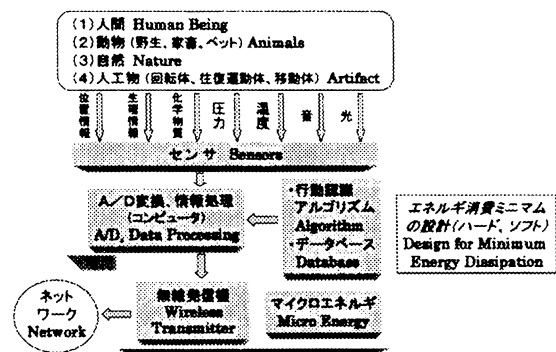 (1)人間 Human Being
(2)動物 (野生、家畜、ペット) Animals
(3)自然 Nature
(4)人工物 (回転体、往復運動体、移動体) Artifact
位置情報
生理情報
化学物質
圧力
温度
音
光
センサ Sensors
A/D変換、情報処理
(コンピュータ)
A/D, Data Processing
・行動認識
アルゴリズム
Algorithm
・データベース
Database
エネルギ消費ミニマム
の設計(ハード、ソフト)
Design for Minimum
Energy Dissipation
ネット
ワーク
Network
無線発信機
Wireless
Transmitter
マイクロエネルギ
Micro Energy